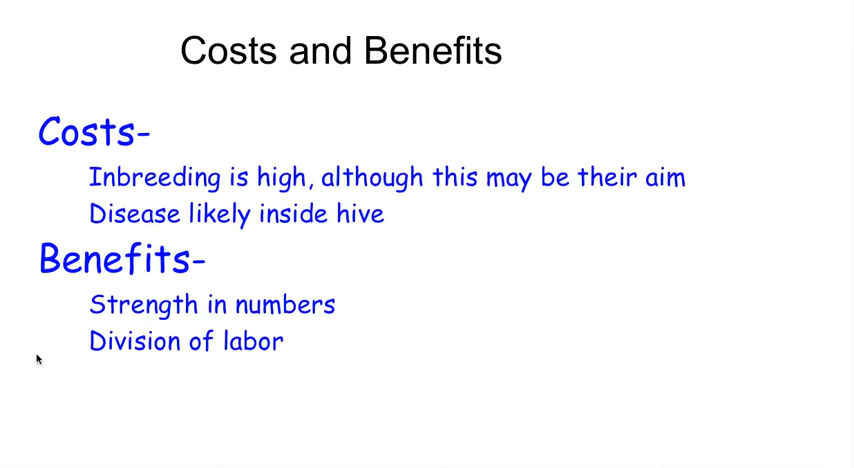 Costs and Benefits
Costs-
Inbreeding is high, although this may be their aim
Disease likely inside hive
Benefits-
Strength in numbers
Division of labor